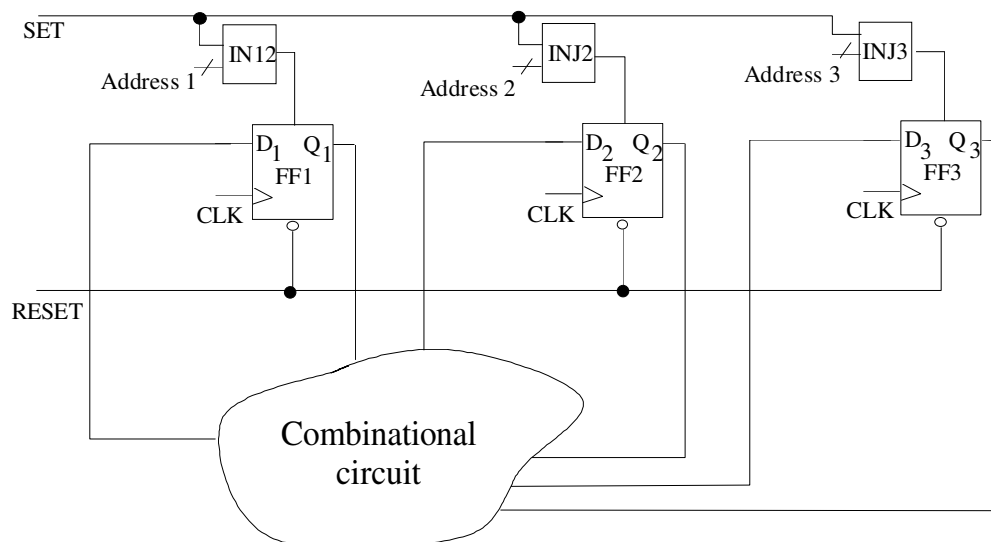 SET
IN12
INJ2
INJ3
Address 1
Address 2
Address 3
D1 Q1
FF1
CLK
D2 Q2
FF2
CLK
D3 Q3
FF3
CLK
RESET
Combinational
circuit